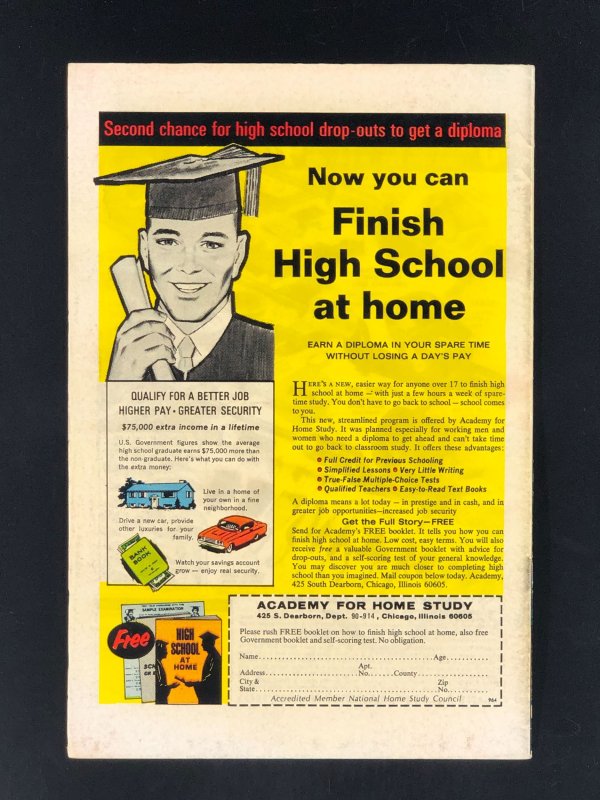 Second chance for high school drop-outs to get a diploma
Now you can
Finish
High School
at home
EARN A DIPLOMA IN YOUR SPARE TIME
WITHOUT LOSING A DAY'S PAY
QUALIFY FOR A BETTER JOB
HIGHER PAY • GREATER SECURITY
$75,000 extra income in a lifetime
U.S. Government figures show the average
high school graduate earns $75,000 more than
the non-graduate. Here's what you can do with
the extra money:
Live in a home of
your own in a fine
neighborhood.
Drive a new car, provide
other luxuries for your
family.
BANK
BOOK
Watch your savings account
grow — enjoy real security.
HERE'S A NEW, easier way for anyone over 17 to finish high
school at home — with just a few hours a week of spare-
time study. You don't have to go back to school — school comes
to you.
This new, streamlined program is offered by Academy for
Home Study. It was planned especially for working men and
women who need a diploma to get ahead and can't take time
out to go back to classroom study. It offers these advantages:
• Full Credit for Previous Schooling
• Simplified Lessons • Very Little Writing
• True-False Multiple-Choice Tests
• Qualified Teachers • Easy-to-Read Text Books
A diploma means a lot today — in prestige and in cash, and in
greater job opportunities—increased job security
Get the Full Story—FREE
Send for Academy's FREE booklet. It tells you how you can
finish high school at home. Low cost, easy terms. You will also
receive free a valuable Government booklet with advice for
drop-outs, and a self-scoring test of your general knowledge.
You may discover you are much closer to completing high
school than you imagined. Mail coupon below today. Academy,
425 South Dearborn, Chicago, Illinois 60605.
Free
SAMPLE EXAMINATION
HIGH
SCHOOL
AT
HOME
ACADEMY FOR HOME STUDY
425 S. Dearborn, Dept. 90-914, Chicago, Illinois 60605
Please rush FREE booklet on how to finish high school at home, also free
Government booklet and self-scoring test. No obligation.
Name Age
Apt.
Address No. County
City & Zip
State No.
Accredited Member National Home Study Council 964